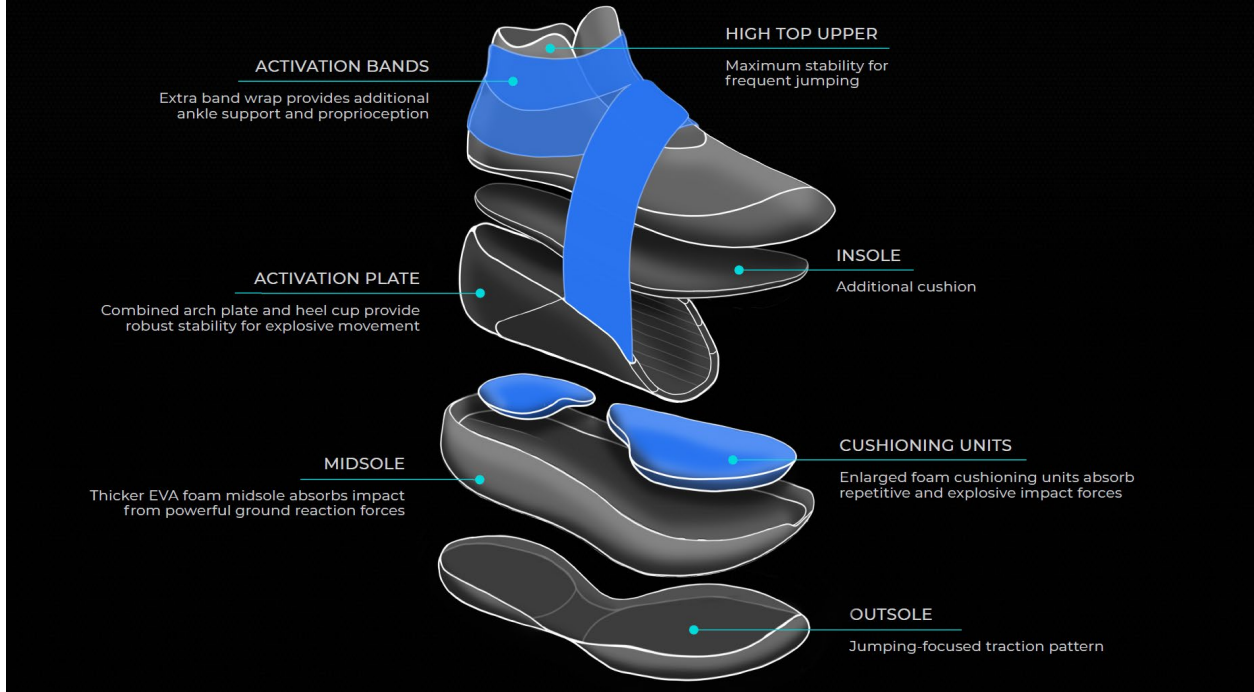 HIGH TOP UPPER
Maximum stability for
frequent jumping
ACTIVATION BANDS
Extra band wrap provides additional
ankle support and proprioception
INSOLE
Additional cushion
ACTIVATION PLATE
Combined arch plate and heel cup provide
robust stability for explosive movement
CUSHIONING UNITS
Enlarged foam cushioning units absorb
repetitive and explosive impact forces
MIDSOLE
Thicker EVA foam midsole absorbs impact
from powerful ground reaction forces
OUTSOLE
Jumping-focused traction pattern